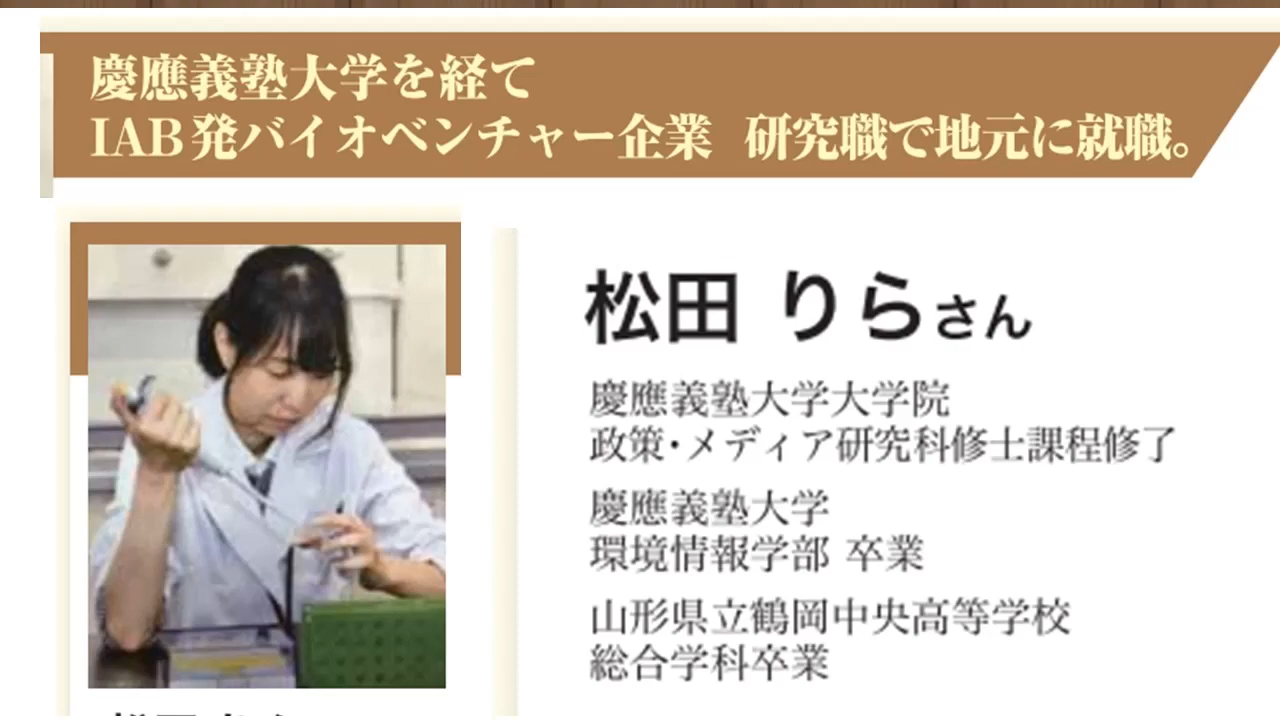 慶應義塾大学を経て
IAB発バイオベンチャー企業 研究職で地元に就職。
松田 りらさん
慶應義塾大学大学院
政策・メディア研究科修士課程修了
慶應義塾大学
環境情報学部 卒業
山形県立鶴岡中央高等学校
総合学科卒業